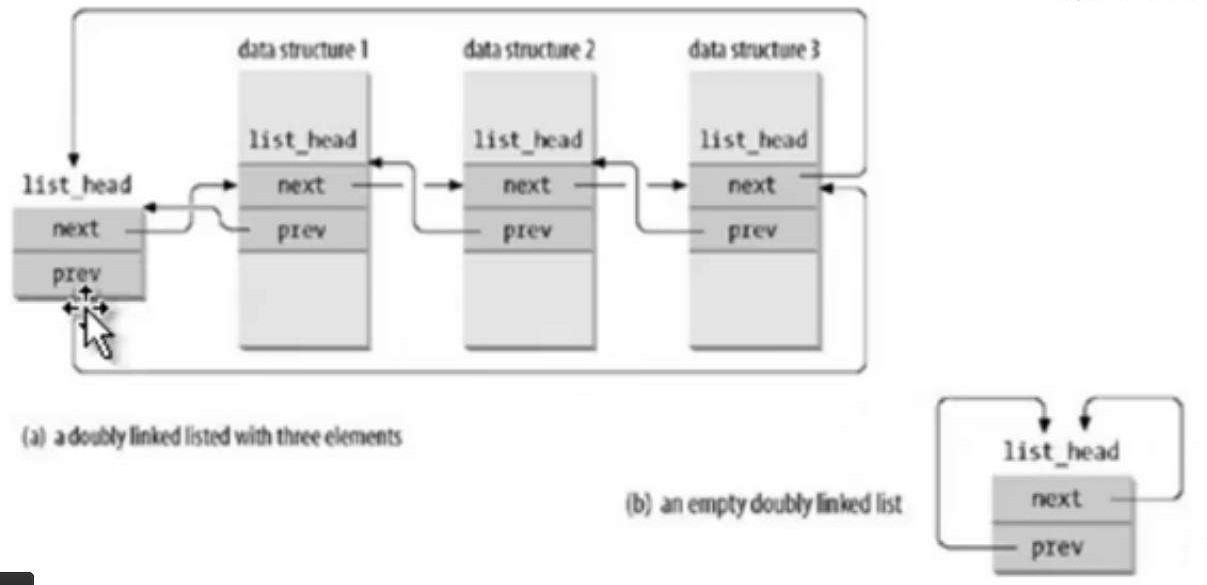 data structure 1
data structure 2
data structure 3
list_head
list_head
list_head
list_head
next
next
next
next
prev
prev
prev
prev
(a) a doubly linked listed with three elements
list_head
(b) an empty doubly linked list
next
prev